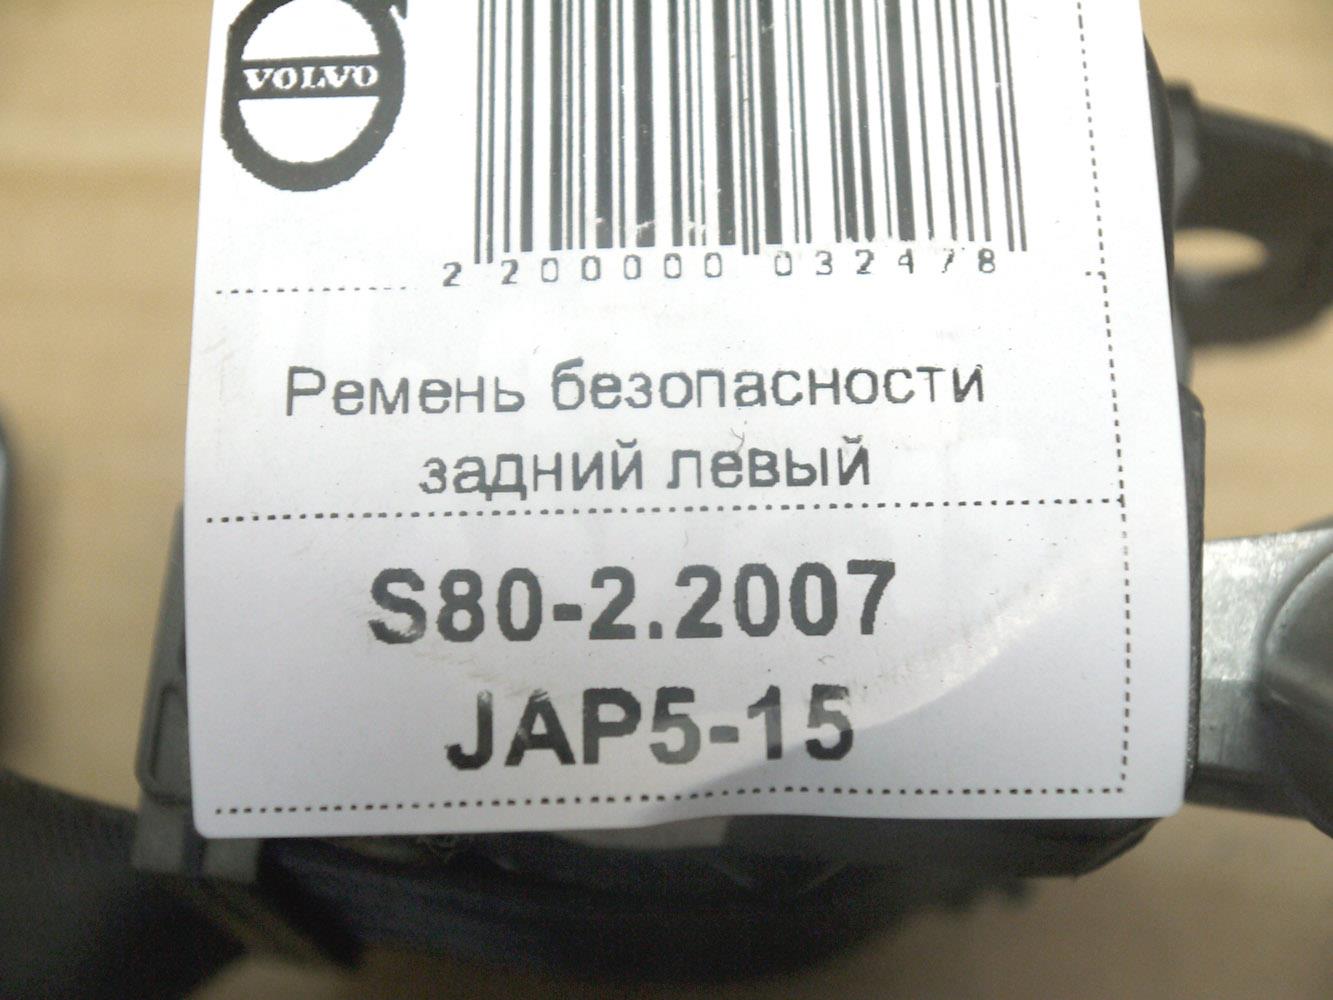 VOLVO
2 200000 032478
Ремень безопасности
задний левый
S80-2.2007
JAP5-15